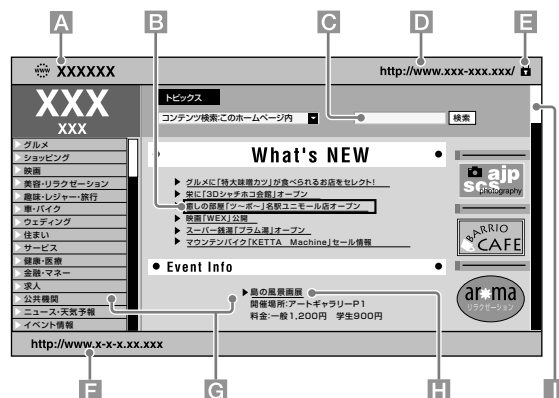 A
B
C
D
E
www XXXXXX
http://www.xxx-xxx.xxx/
XXX
XXX
トピックス
コンテンツ検索:このホームページ内
検索
グルメ
ショッピング
映画
美容・リラクゼーション
趣味・レジャー・旅行
車・バイク
ウェディング
住まい
サービス
健康・医療
金融・マネー
求人
公共機関
ニュース・天気予報
イベント情報
What's NEW
グルメに「特大味噌カツ」が食べられるお店をセレクト!
栄に「3Dシャチホコ館」オープン
癒しの部屋「ツ〜ボ〜」名駅ユニモール店オープン
映画「WEX」公開
スーパー銭湯「プラム湯」オープン
マウンテンバイク「KETTA Machine」セール情報
Event Info
島の風景画展
開催場所:アートギャラリーP1
料金:一般1,200円 学生900円
ajp
scs
photography
BARRIO
CAFE
aroma
リラクゼーション
http://www.x-x-x.xx.xxx
F
G
H
I